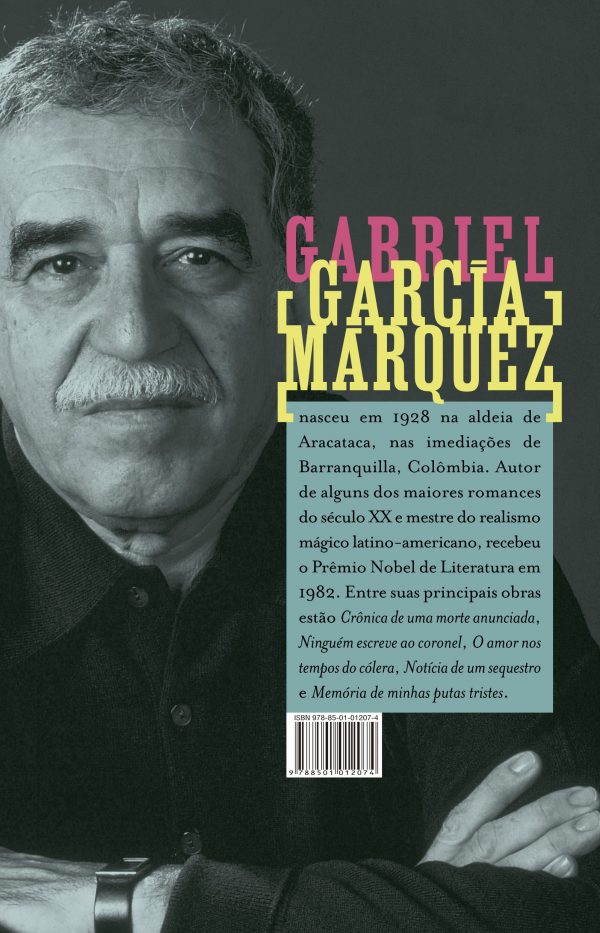 GABRIEL
[GARCÍA
MÁRQUEZ]
nasceu em 1928 na aldeia de
Aracataca, nas imediações de
Barranquilla, Colômbia. Autor
de alguns dos maiores romances
do século XX e mestre do realismo
mágico latino-americano, recebeu
o Prêmio Nobel de Literatura em
1982. Entre suas principais obras
estão Crônica de uma morte anunciada,
Ninguém escreve ao coronel, O amor nos
tempos do cólera, Notícia de um sequestro
e Memória de minhas putas tristes.
ISBN 978-85-01-01207-4
9 788501 012074